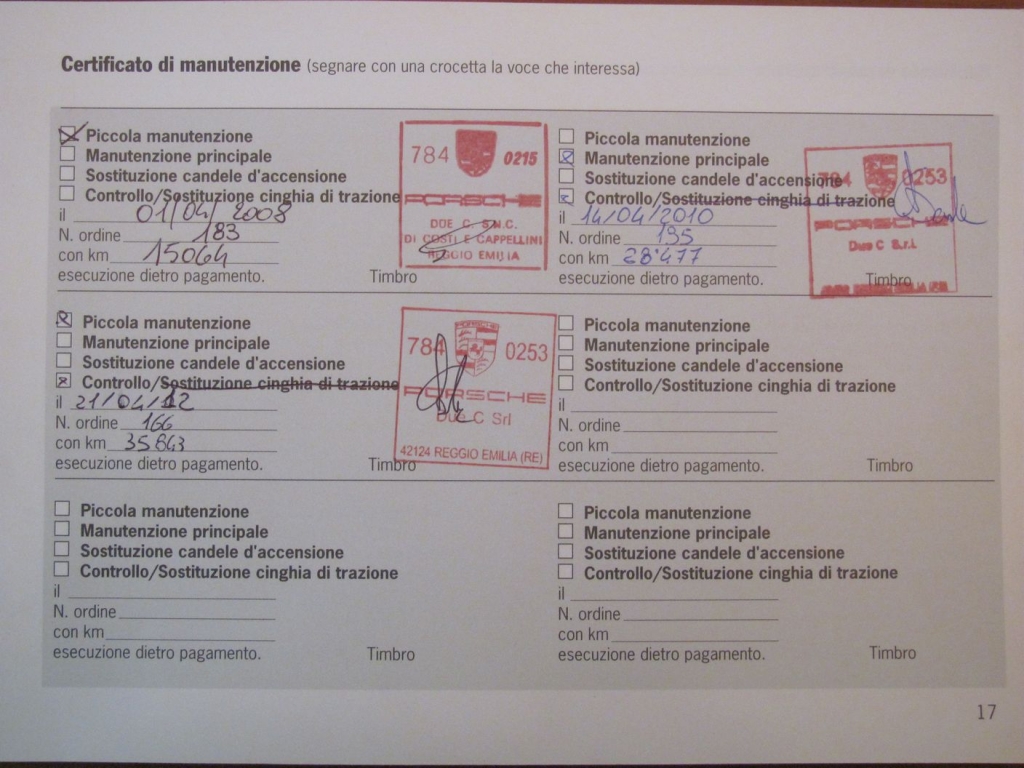 Certificato di manutenzione (segnare con una crocetta la voce che interessa)
Piccola manutenzione
Manutenzione principale
Sostituzione candele d'accensione
Controllo/Sostituzione cinghia di trazione
il 01/04/2008
N. ordine 183
con km 15064
esecuzione dietro pagamento. Timbro
784 0215
PORSCHE
DUE C. S.N.C.
DI COSTI E CAPPELLINI
REGGIO EMILIA
Piccola manutenzione
Manutenzione principale
Sostituzione candele d'accensione
Controllo/Sostituzione cinghia di trazione
il 14/04/2010
N. ordine 195
con km 28'477
esecuzione dietro pagamento. Timbro
784 0253
PORSCHE
Due C S.r.l.
REGGIO EMILIA (RE)
Piccola manutenzione
Manutenzione principale
Sostituzione candele d'accensione
Controllo/Sostituzione cinghia di trazione
il 21/04/12
N. ordine 166
con km 35843
esecuzione dietro pagamento. Timbro
784 0253
PORSCHE
Due C Srl
42124 REGGIO EMILIA (RE)
Piccola manutenzione
Manutenzione principale
Sostituzione candele d'accensione
Controllo/Sostituzione cinghia di trazione
il
N. ordine
con km
esecuzione dietro pagamento. Timbro
Piccola manutenzione
Manutenzione principale
Sostituzione candele d'accensione
Controllo/Sostituzione cinghia di trazione
il
N. ordine
con km
esecuzione dietro pagamento. Timbro
Piccola manutenzione
Manutenzione principale
Sostituzione candele d'accensione
Controllo/Sostituzione cinghia di trazione
il
N. ordine
con km
esecuzione dietro pagamento. Timbro
17